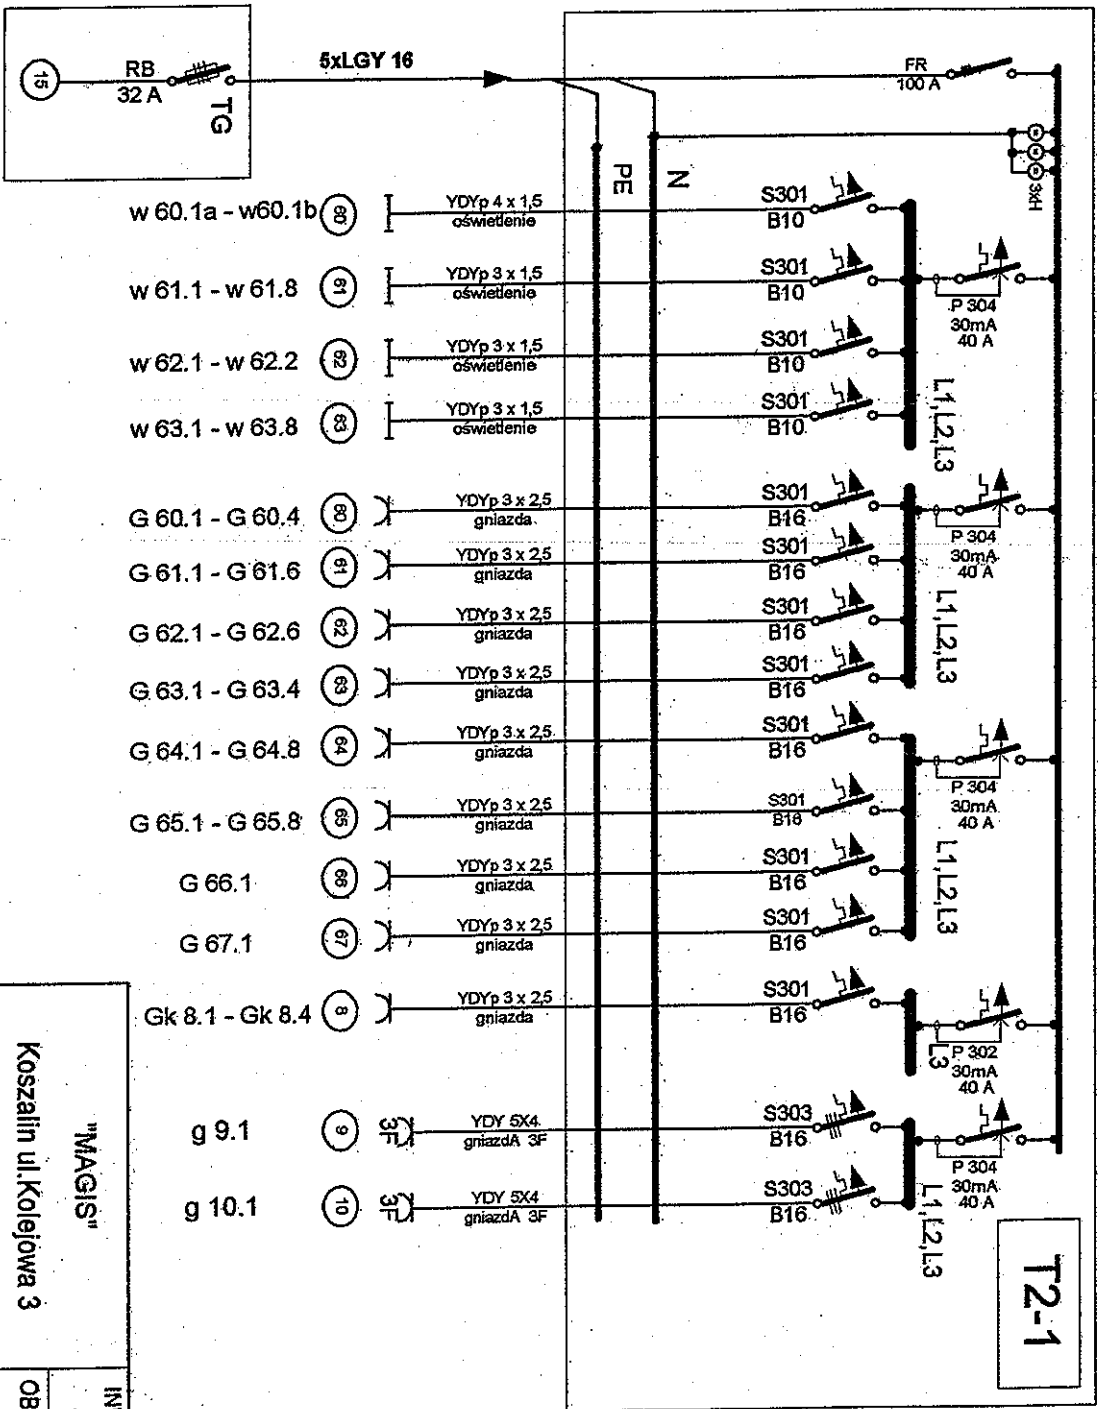 15
RB
32 A
TG
5xLGY 16
FR
100 A
3xH
PE
N
w 60.1a - w60.1b
60
YDYp 4 x 1,5
oświetlenie
S301
B10
w 61.1 - w 61.8
61
YDYp 3 x 1,5
oświetlenie
S301
B10
P 304
30mA
40 A
w 62.1 - w 62.2
62
YDYp 3 x 1,5
oświetlenie
S301
B10
w 63.1 - w 63.8
63
YDYp 3 x 1,5
oświetlenie
S301
B10
L1,L2,L3
G 60.1 - G 60.4
60
YDYp 3 x 2,5
gniazda
S301
B16
P 304
30mA
40 A
G 61.1 - G 61.6
61
YDYp 3 x 2,5
gniazda
S301
B16
G 62.1 - G 62.6
62
YDYp 3 x 2,5
gniazda
S301
B16
L1,L2,L3
G 63.1 - G 63.4
63
YDYp 3 x 2,5
gniazda
S301
B16
G 64.1 - G 64.8
64
YDYp 3 x 2,5
gniazda
S301
B16
P 304
30mA
40 A
G 65.1 - G 65.8
65
YDYp 3 x 2,5
gniazda
S301
B16
G 66.1
66
YDYp 3 x 2,5
gniazda
S301
B16
L1,L2,L3
G 67.1
67
YDYp 3 x 2,5
gniazda
S301
B16
Gk 8.1 - Gk 8.4
8
YDYp 3 x 2,5
gniazda
S301
B16
L3
P 302
30mA
40 A
g 9.1
9
3F
YDY 5X4
gniazdA 3F
S303
B16
P 304
30mA
40 A
g 10.1
10
3F
YDY 5X4
gniazdA 3F
S303
B16
L1,L2,L3
T2-1
"MAGIS"
Koszalin ul.Kolejowa 3
IN
OB